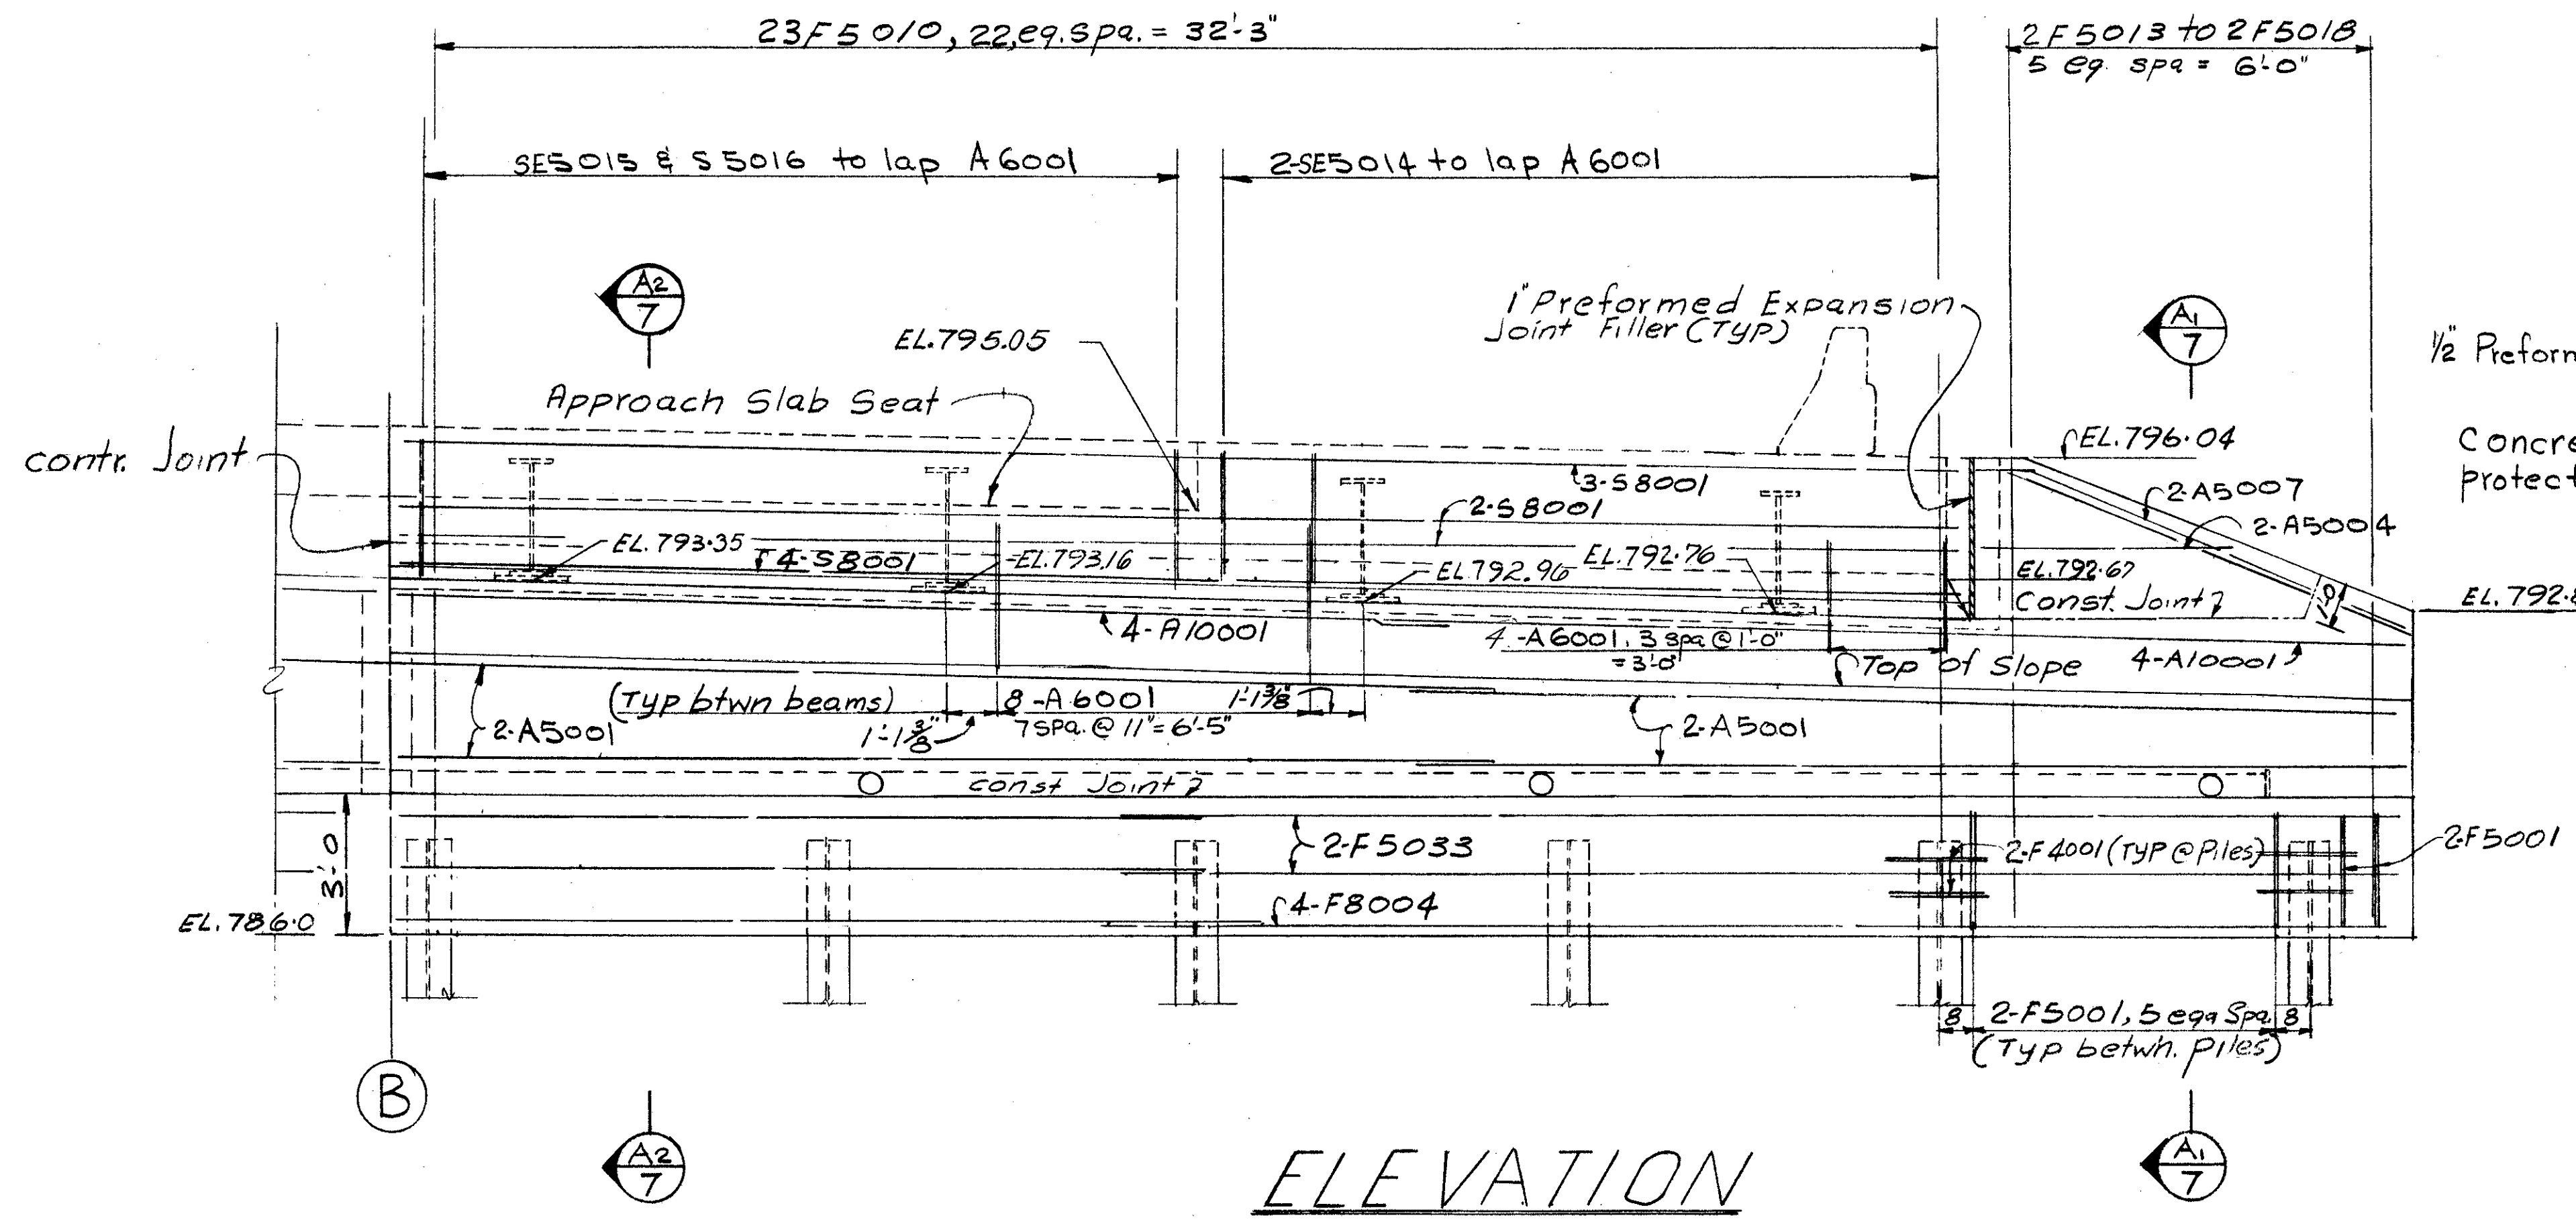 23F5010, 22,eq.spa. = 32'-3"
2F5013 to 2F5018
5 eq. spa = 6'-0"
SE5015 & S5016 to lap A6001
2-SE5014 to lap A6001
A2
7
1" Preformed Expansion
Joint Filler (TYP)
A1
7
EL.795.05
1/2" Preform
Approach Slab Seat
EL.796.04
contr. Joint
Concre
protect
3-S8001
2-A5007
2-S8001
2-A5004
EL.793.35
4-S8001
EL.793.16
EL.792.96
EL.792.76
EL.792.67
Const. Joint
EL. 792.8
4-A10001
4-A6001, 3 spa @ 1'-0"
= 3'-0"
Top of Slope
4-A10001
(Typ btwn beams)
8-A6001
1'-1 3/8"
1'-1 3/8"
7 spa. @ 11" = 6'-5"
2-A5001
2-A5001
const Joint
3'-0
2-F5033
2-F4001 (TYP @ Piles)
2-F5001
4-F8004
EL.786.0
8
2-F5001, 5 eqa Spa.
8
(Typ betwn. piles)
B
A2
7
A1
7
ELEVATION